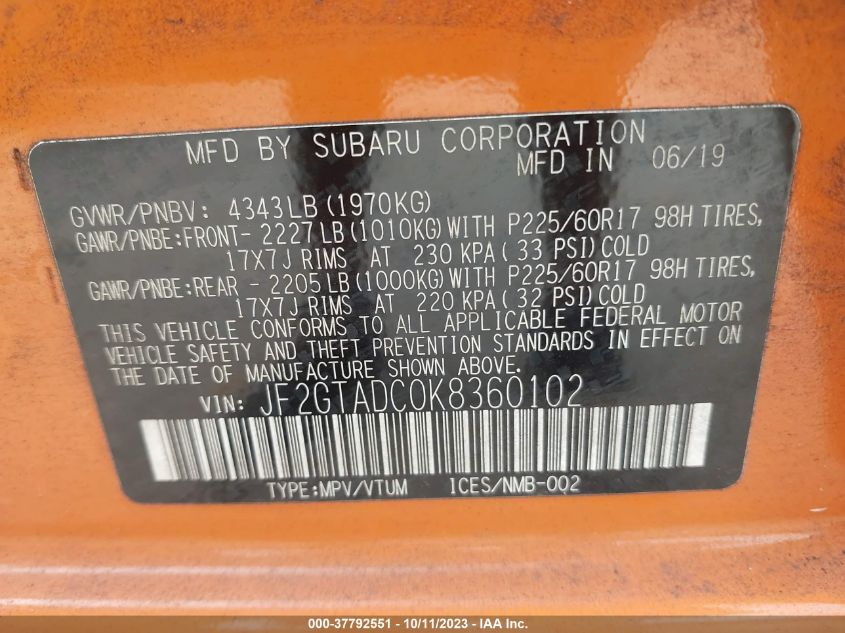 MFD BY SUBARU CORPORATION
MFD IN 06/19
GVWR/PNBV: 4343LB (1970KG)
GAWR/PNBE:FRONT- 2227LB (1010KG) WITH P225/60R17 98H TIRES,
17X7J RIMS AT 230 KPA ( 33 PSI) COLD
GAWR/PNBE:REAR - 2205LB (1000KG) WITH P225/60R17 98H TIRES,
17X7J RIMS AT 220 KPA ( 32 PSI) COLD
THIS VEHICLE CONFORMS TO ALL APPLICABLE FEDERAL MOTOR
VEHICLE SAFETY AND THEFT PREVENTION STANDARDS IN EFFECT ON
THE DATE OF MANUFACTURE SHOWN ABOVE.
VIN: JF2GTADC0K8360102
TYPE:MPV/VTUM ICES/NMB-002
000-37792551 - 10/11/2023 - IAA Inc.